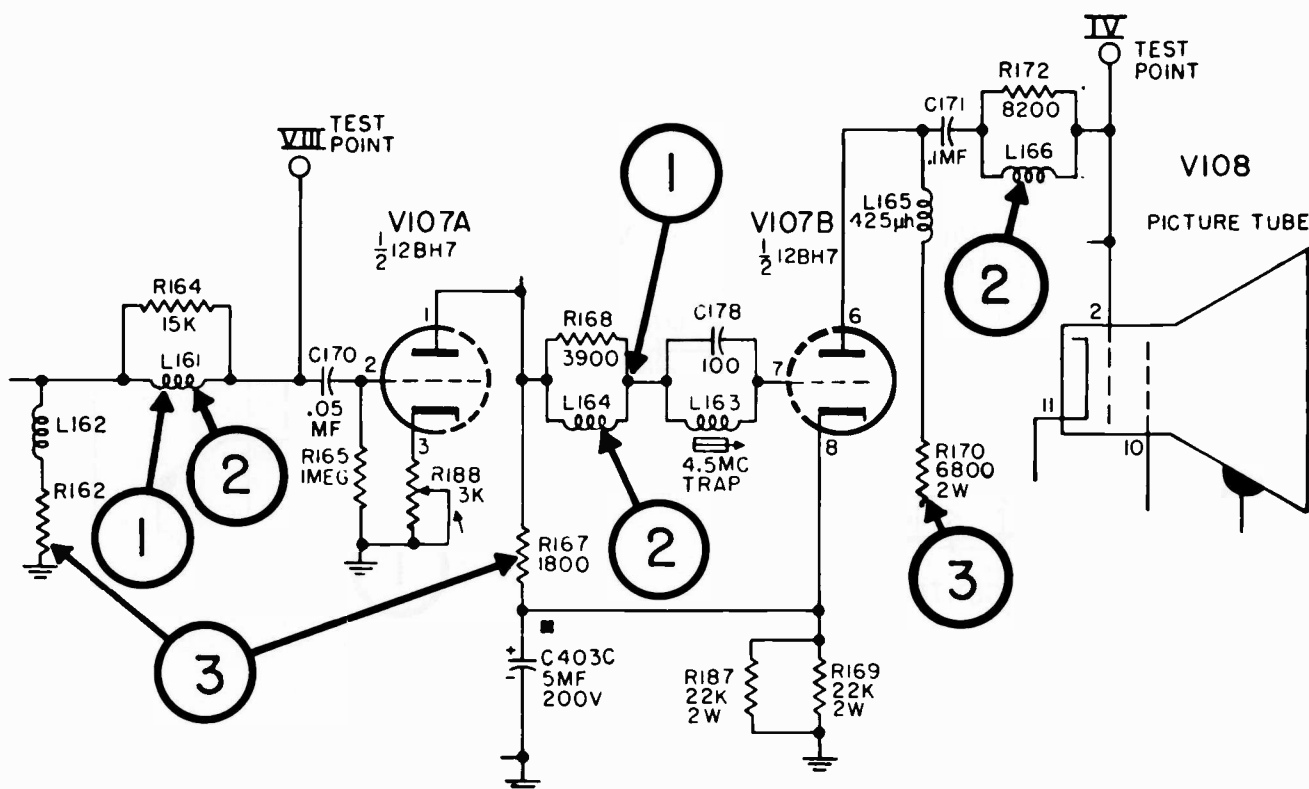 IV
TEST
POINT
R172
8200
C171
.1MF
L166
VIII
TEST
POINT
1
V108
PICTURE TUBE
L165
425µh
2
V107A
1/2 12BH7
V107B
1/2 12BH7
R164
15K
L161
C170
.05
MF
1
2
3
R168
3900
L164
C178
100
L163
4.5MC
TRAP
6
7
8
2
11
10
L162
R162
1
2
R165
1MEG
R188
3K
R170
6800
2W
3
R167
1800
2
3
+
-
C403C
5MF
200V
R187
22K
2W
R169
22K
2W